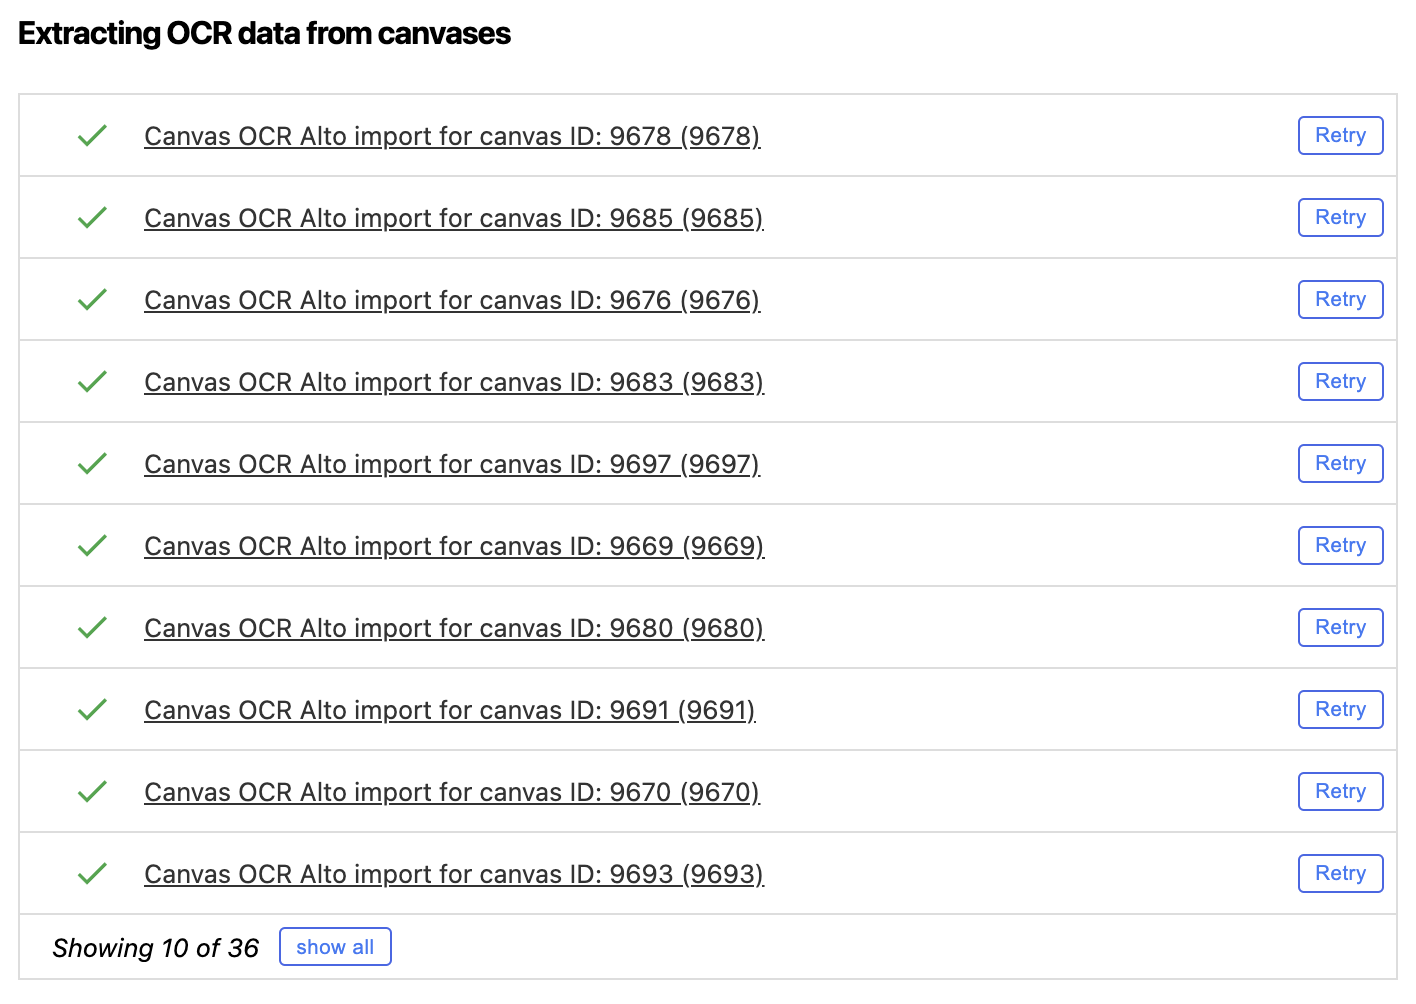 Extracting OCR data from canvases
Canvas OCR Alto import for canvas ID: 9678 (9678) Retry
Canvas OCR Alto import for canvas ID: 9685 (9685) Retry
Canvas OCR Alto import for canvas ID: 9676 (9676) Retry
Canvas OCR Alto import for canvas ID: 9683 (9683) Retry
Canvas OCR Alto import for canvas ID: 9697 (9697) Retry
Canvas OCR Alto import for canvas ID: 9669 (9669) Retry
Canvas OCR Alto import for canvas ID: 9680 (9680) Retry
Canvas OCR Alto import for canvas ID: 9691 (9691) Retry
Canvas OCR Alto import for canvas ID: 9670 (9670) Retry
Canvas OCR Alto import for canvas ID: 9693 (9693) Retry
Showing 10 of 36 show all